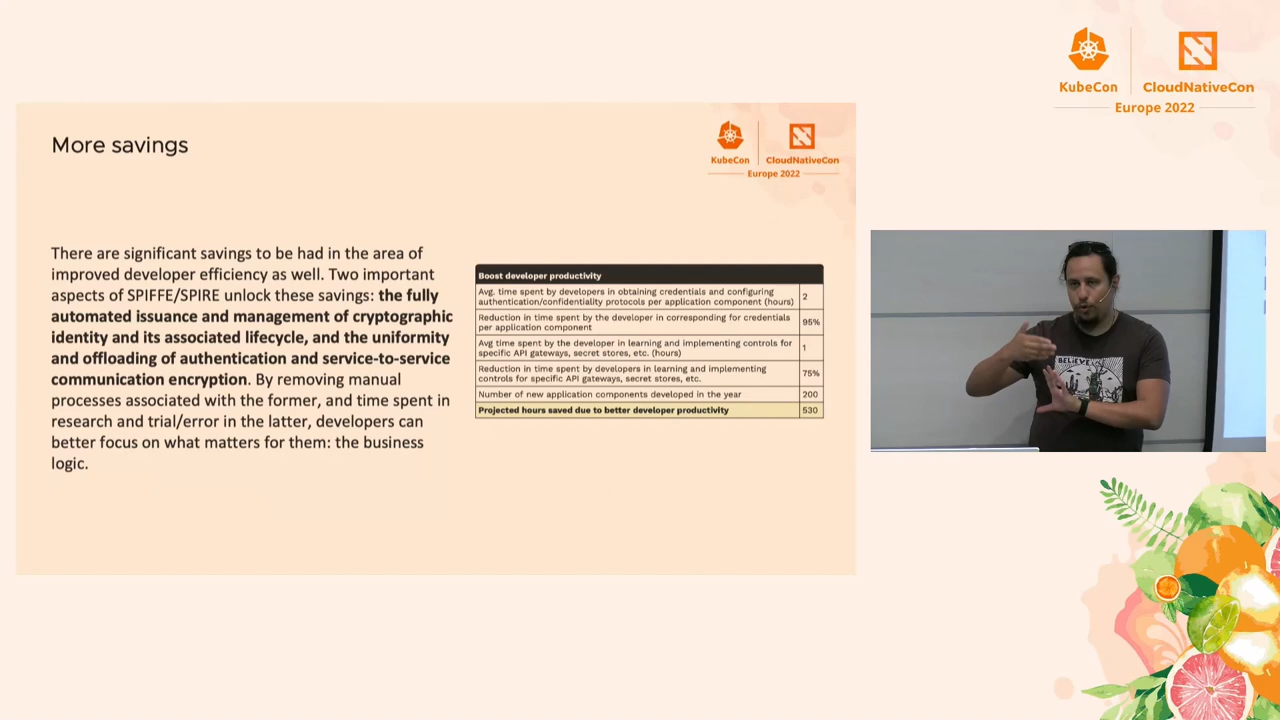 KubeCon
CloudNativeCon
Europe 2022
More savings
KubeCon
CloudNativeCon
Europe 2022
There are significant savings to be had in the area of
improved developer efficiency as well. Two important
aspects of SPIFFE/SPIRE unlock these savings: the fully
automated issuance and management of cryptographic
identity and its associated lifecycle, and the uniformity
and offloading of authentication and service-to-service
communication encryption. By removing manual
processes associated with the former, and time spent in
research and trial/error in the latter, developers can
better focus on what matters for them: the business
logic.
Boost developer productivity
Avg. time spent by developers in obtaining credentials and configuring
authentication/confidentiality protocols per application component (hours) 2
Reduction in time spent by the developer in corresponding for credentials
per application component 95%
Avg time spent by the developer in learning and implementing controls for
specific API gateways, secret stores, etc. (hours) 1
Reduction in time spent by developers in learning and implementing
controls for specific API gateways, secret stores, etc. 75%
Number of new application components developed in the year 200
Projected hours saved due to better developer productivity 530
BELIEVE